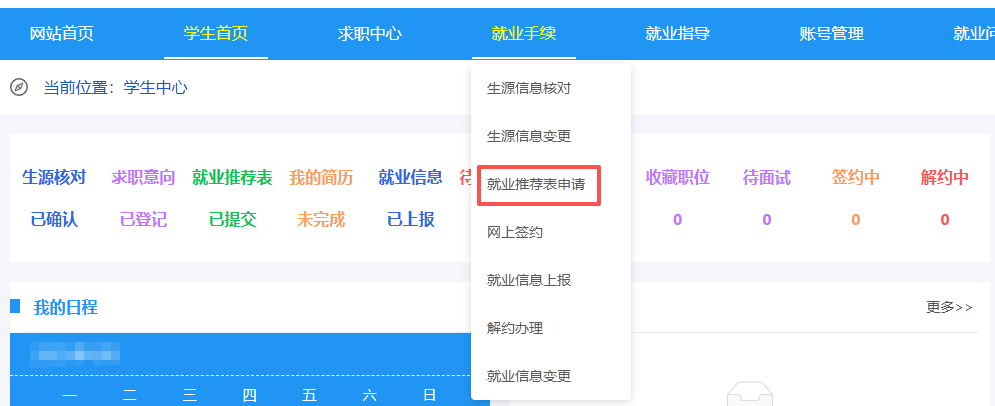 网站首页 学生首页 求职中心 就业手续 就业指导 账号管理 就业问
当前位置：学生中心
生源信息核对
生源信息变更
就业推荐表申请
网上签约
就业信息上报
解约办理
就业信息变更
生源核对 求职意向 就业推荐表 我的简历 就业信息 待 收藏职位 待面试 签约中 解约中
已确认 已登记 已提交 未完成 已上报 0 0 0 0
我的日程 更多>>
一 二 三 四 五 六 日